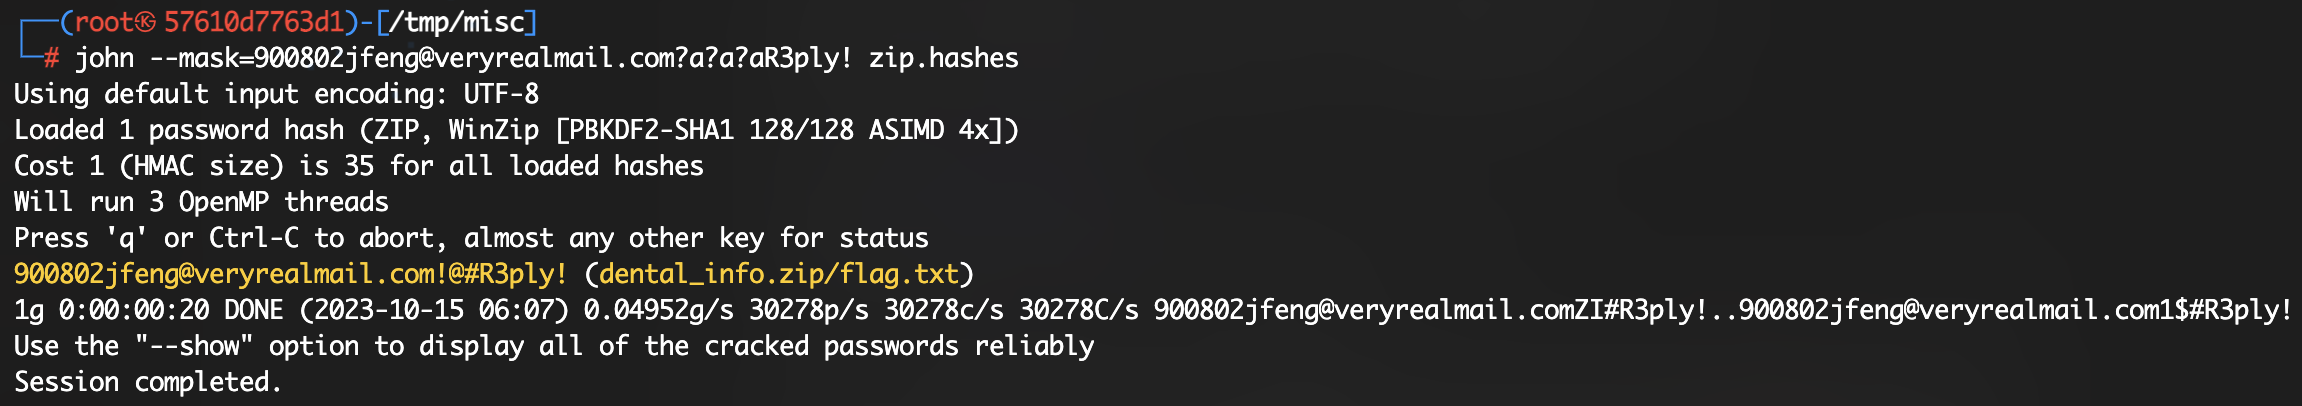 ┌──(root㉿57610d7763d1)-[/tmp/misc]
└─# john --mask=900802jfeng@veryrealmail.com?a?a?aR3ply! zip.hashes
Using default input encoding: UTF-8
Loaded 1 password hash (ZIP, WinZip [PBKDF2-SHA1 128/128 ASIMD 4x])
Cost 1 (HMAC size) is 35 for all loaded hashes
Will run 3 OpenMP threads
Press 'q' or Ctrl-C to abort, almost any other key for status
900802jfeng@veryrealmail.com!@#R3ply! (dental_info.zip/flag.txt)
1g 0:00:00:20 DONE (2023-10-15 06:07) 0.04952g/s 30278p/s 30278c/s 30278C/s 900802jfeng@veryrealmail.comZI#R3ply!..900802jfeng@veryrealmail.com1$#R3ply!
Use the "--show" option to display all of the cracked passwords reliably
Session completed.